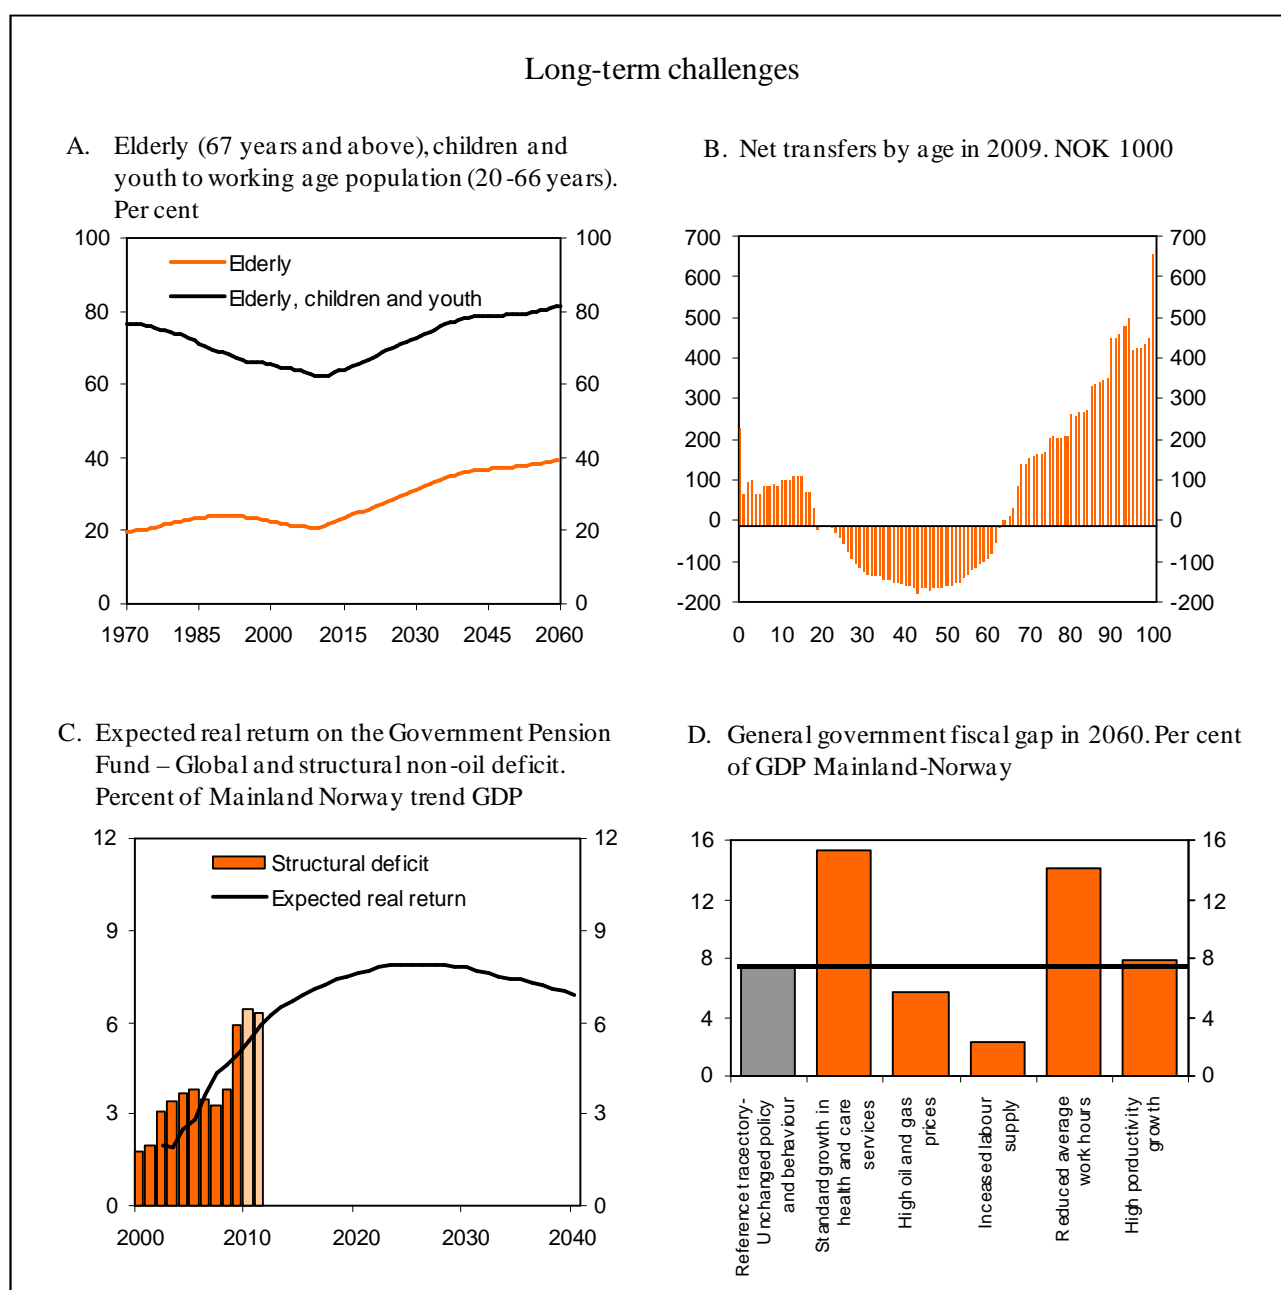 Long-term challenges
A. Elderly (67 years and above), children and
youth to working age population (20-66 years).
Per cent
B. Net transfers by age in 2009. NOK 1000
100
80
60
40
20
0
Elderly
Elderly, children and youth
100
80
60
40
20
0
1970 1985 2000 2015 2030 2045 2060
700
600
500
400
300
200
100
0
-100
-200
700
600
500
400
300
200
100
0
-100
-200
0 10 20 30 40 50 60 70 80 90 100
C. Expected real return on the Government Pension
Fund – Global and structural non-oil deficit.
Percent of Mainland Norway trend GDP
D. General government fiscal gap in 2060. Per cent
of GDP Mainland-Norway
12
9
6
3
0
Structural deficit
Expected real return
12
9
6
3
0
2000 2010 2020 2030 2040
16
12
8
4
0
16
12
8
4
0
Reference tracectory-
Unchanged policy
and behaviour
Standard growth in
health and care
services
High oil and gas
prices
Inceased labour
supply
Reduced average
work hours
High porductivity
growth